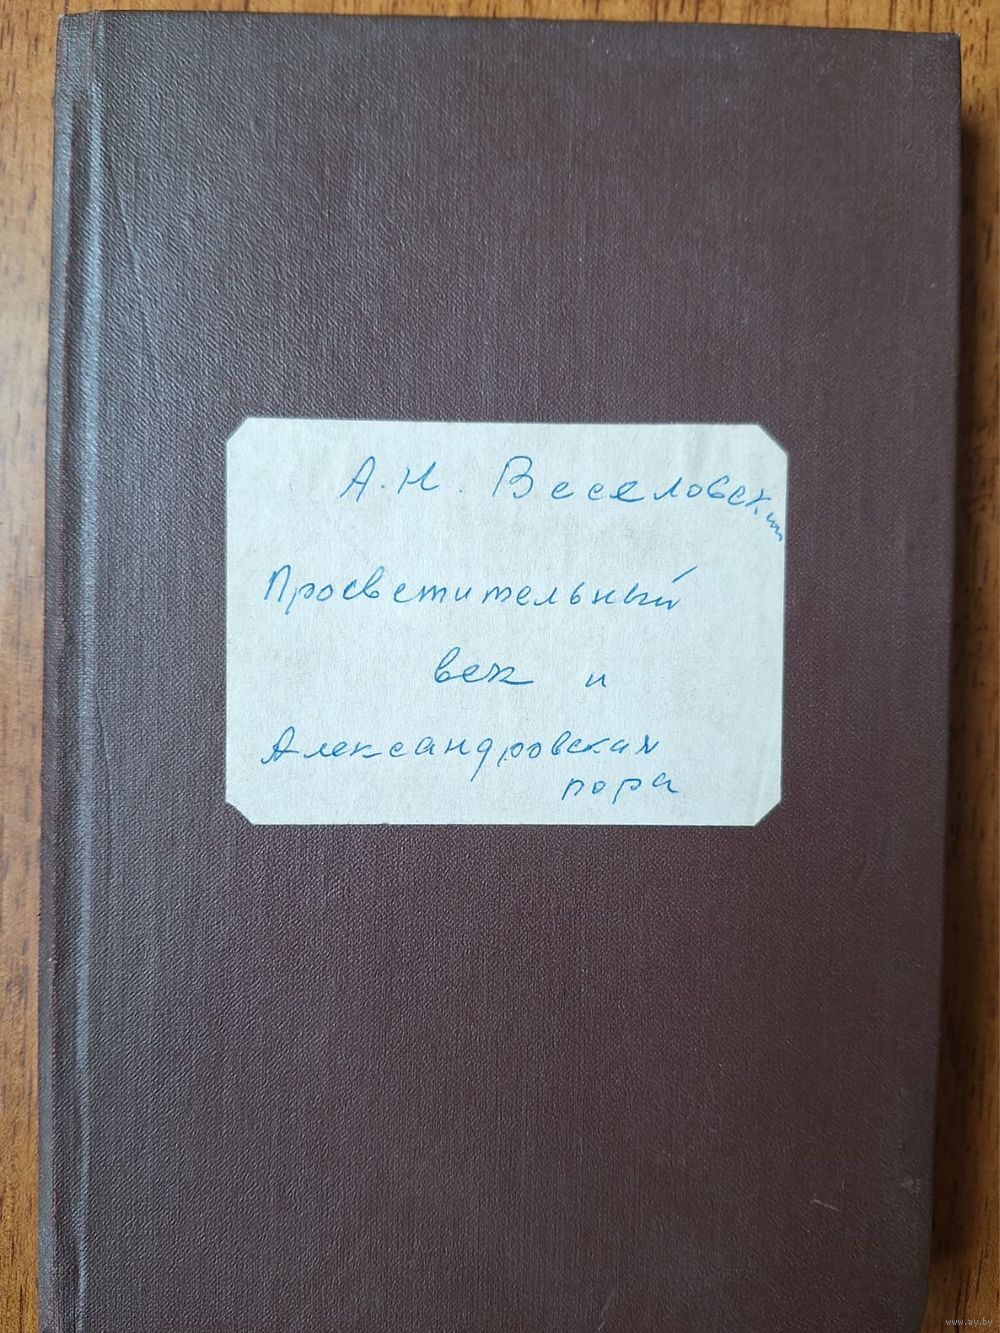 А.Н. Веселовский
Просветительный
век и
Александровская
пора
www.ay.by